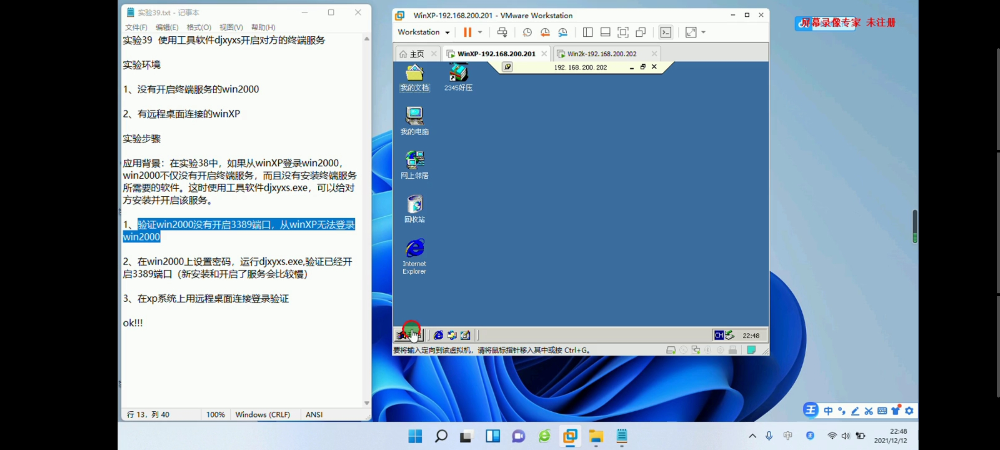 实验39.txt - 记事本
文件(F) 编辑(E) 格式(O) 视图(V) 帮助(H)
实验39 使用工具软件djxyxs开启对方的终端服务
实验环境
1、没有开启终端服务的win2000
2、有远程桌面连接的winXP
实验步骤
应用背景：在实验38中，如果从winXP登录win2000，
win2000不仅没有开启终端服务，而且没有安装终端服务
所需要的软件。这时使用工具软件djxyxs.exe，可以给对
方安装并开启该服务。
1、验证win2000没有开启3389端口，从winXP无法登录
win2000
2、在win2000上设置密码，运行djxyxs.exe,验证已经开
启3389端口（新安装和开启了服务会比较慢）
3、在xp系统上用远程桌面连接登录验证
ok!!!
行 13，列 40 100% Windows (CRLF) ANSI
WinXP-192.168.200.201 - VMware Workstation
Workstation
主页 WinXP-192.168.200.201 Win2k-192.168.200.202
192.168.200.202
我的文档 2345好压
我的电脑
网上邻居
回收站
Internet
Explorer
CH 22:48
要将输入定向到该虚拟机，请将鼠标指针移入其中或按 Ctrl+G。
屏幕录像专家 未注册
王 中
中 王 22:48
2021/12/12